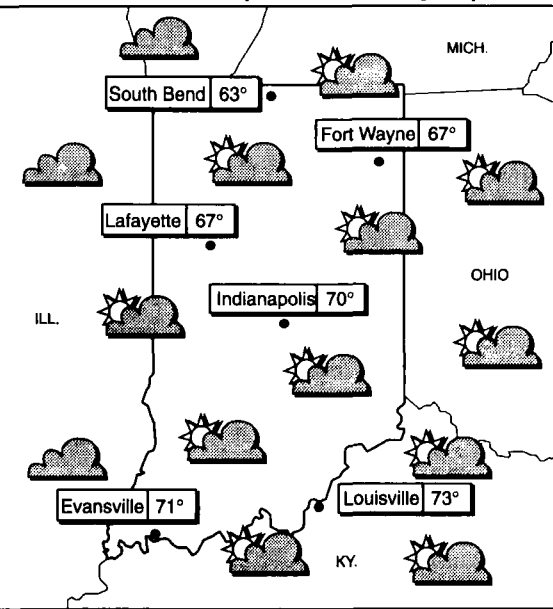 MICH.
South Bend 63°
Fort Wayne 67°
Lafayette 67°
OHIO
Indianapolis 70°
ILL.
Evansville 71°
Louisville 73°
KY.